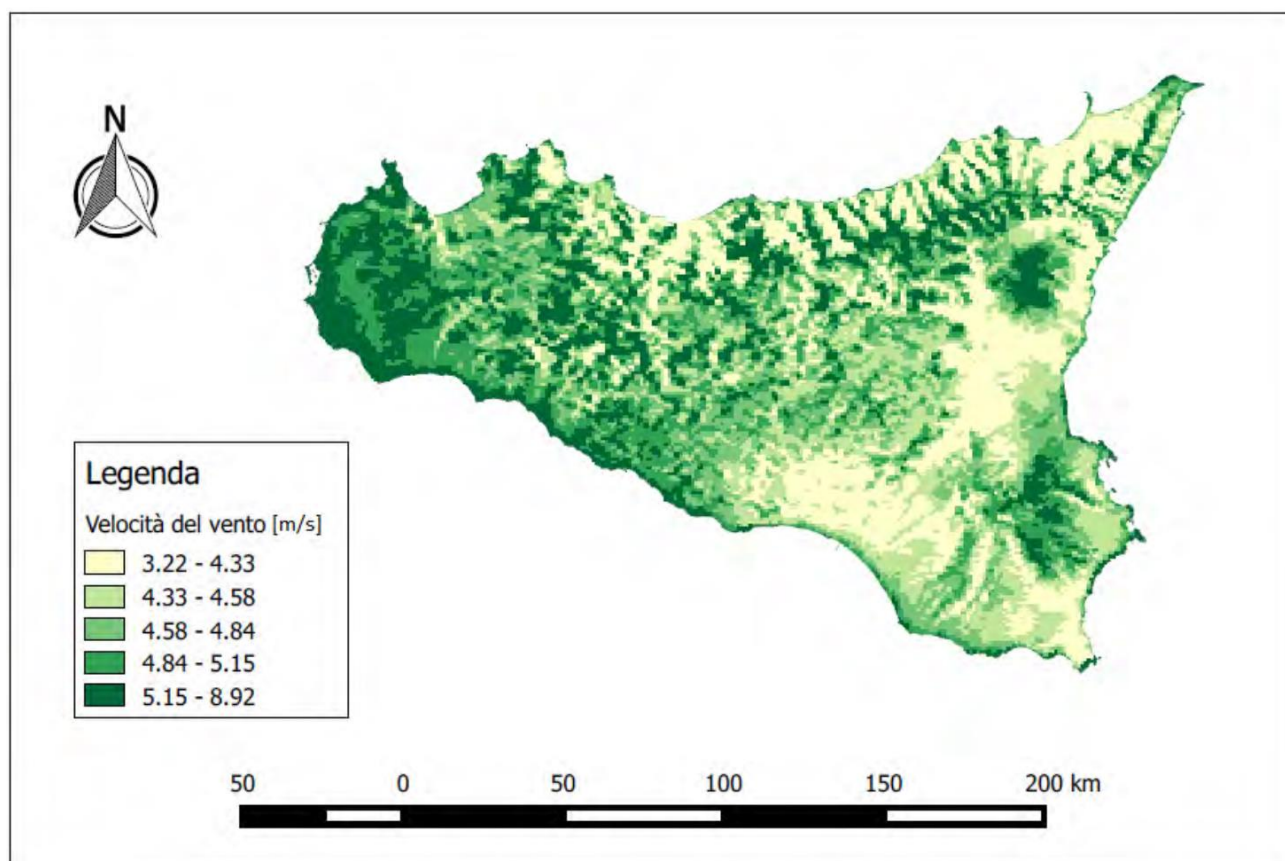 N
Legenda
Velocità del vento [m/s]
3.22 - 4.33
4.33 - 4.58
4.58 - 4.84
4.84 - 5.15
5.15 - 8.92
50 0 50 100 150 200 km